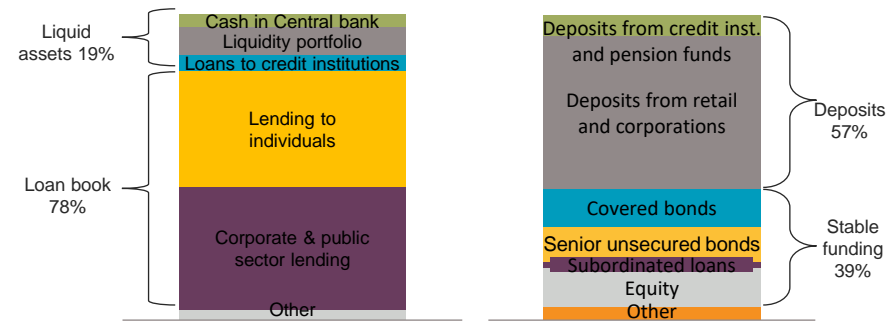 Liquid
assets 19%
Cash in Central bank
Liquidity portfolio
Loans to credit institutions
Lending to
individuals
Loan book
78%
Corporate & public
sector lending
Other
Deposits from credit inst.
and pension funds
Deposits from retail
and corporations
Deposits
57%
Covered bonds
Senior unsecured bonds
Subordinated loans
Equity
Other
Stable
funding
39%